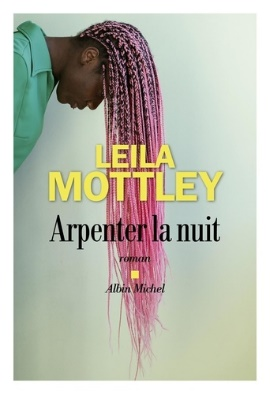 LEILA
MOTTLEY
Arpenter la nuit
roman
Albin Michel